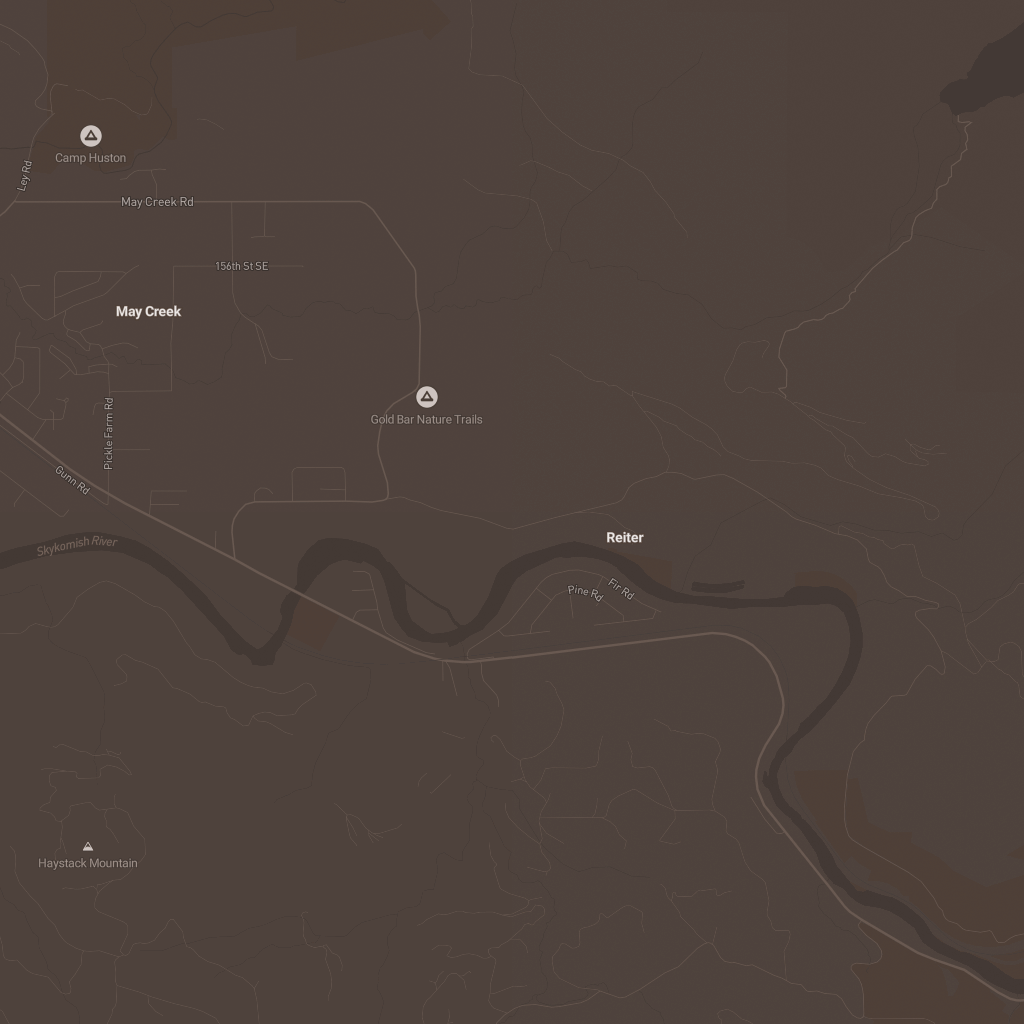 Camp Huston
Ley Rd
May Creek Rd
156th St SE
May Creek
Gold Bar Nature Trails
Pickle Farm Rd
Gunn Rd
Skykomish River
Reiter
Pine Rd
Fir Rd
Haystack Mountain